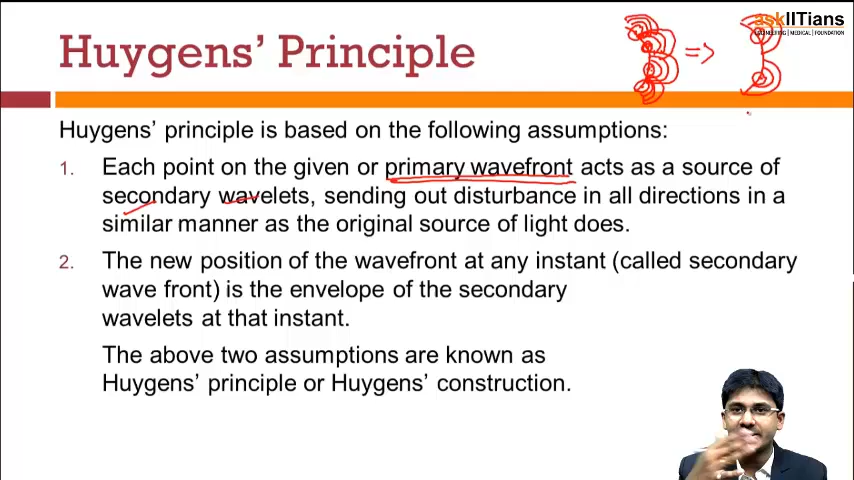 askIITians
ENGINEERING | MEDICAL | FOUNDATION
Huygens' Principle
Huygens' principle is based on the following assumptions:
1. Each point on the given or primary wavefront acts as a source of
secondary wavelets, sending out disturbance in all directions in a
similar manner as the original source of light does.
2. The new position of the wavefront at any instant (called secondary
wave front) is the envelope of the secondary
wavelets at that instant.
The above two assumptions are known as
Huygens' principle or Huygens' construction.